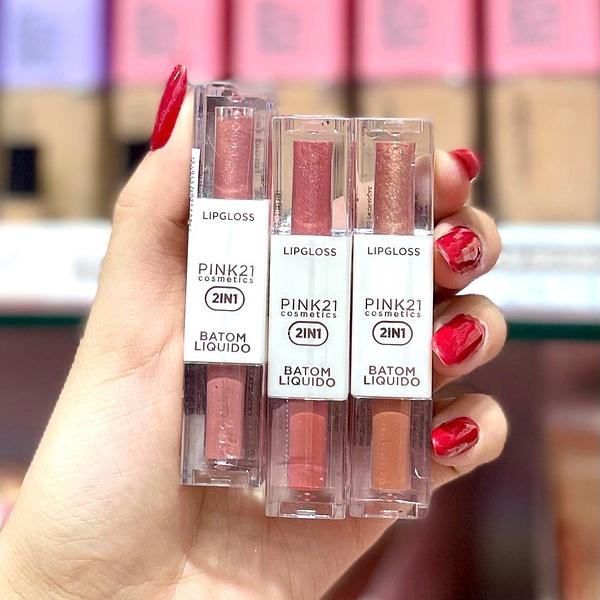 LIPGLOSS
PINK21
cosmetics
2IN1
BATOM
LIQUIDO
LIPGLOSS
PINK21
cosmetics
2IN1
BATOM
LIQUIDO
LIPGLOSS
PINK21
cosmetics
2IN1
BATOM
LIQUIDO